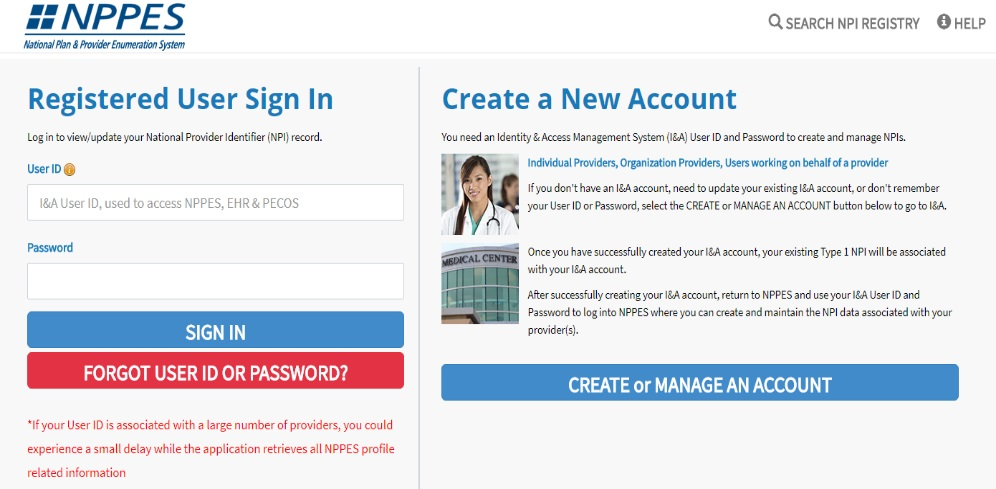 NPPES
National Plan & Provider Enumeration System
SEARCH NPI REGISTRY
HELP
Registered User Sign In
Log in to view/update your National Provider Identifier (NPI) record.
User ID
I&A User ID, used to access NPPES, EHR & PECOS
Password
SIGN IN
FORGOT USER ID OR PASSWORD?
*If your User ID is associated with a large number of providers, you could
experience a small delay while the application retrieves all NPPES profile
related information
Create a New Account
You need an Identity & Access Management System (I&A) User ID and Password to create and manage NPIs.
Individual Providers, Organization Providers, Users working on behalf of a provider
If you don't have an I&A account, need to update your existing I&A account, or don't remember
your User ID or Password, select the CREATE or MANAGE AN ACCOUNT button below to go to I&A.
MEDICAL CENTER
Once you have successfully created your I&A account, your existing Type 1 NPI will be associated
with your I&A account.
After successfully creating your I&A account, return to NPPES and use your I&A User ID and
Password to log into NPPES where you can create and maintain the NPI data associated with your
provider(s).
CREATE or MANAGE AN ACCOUNT